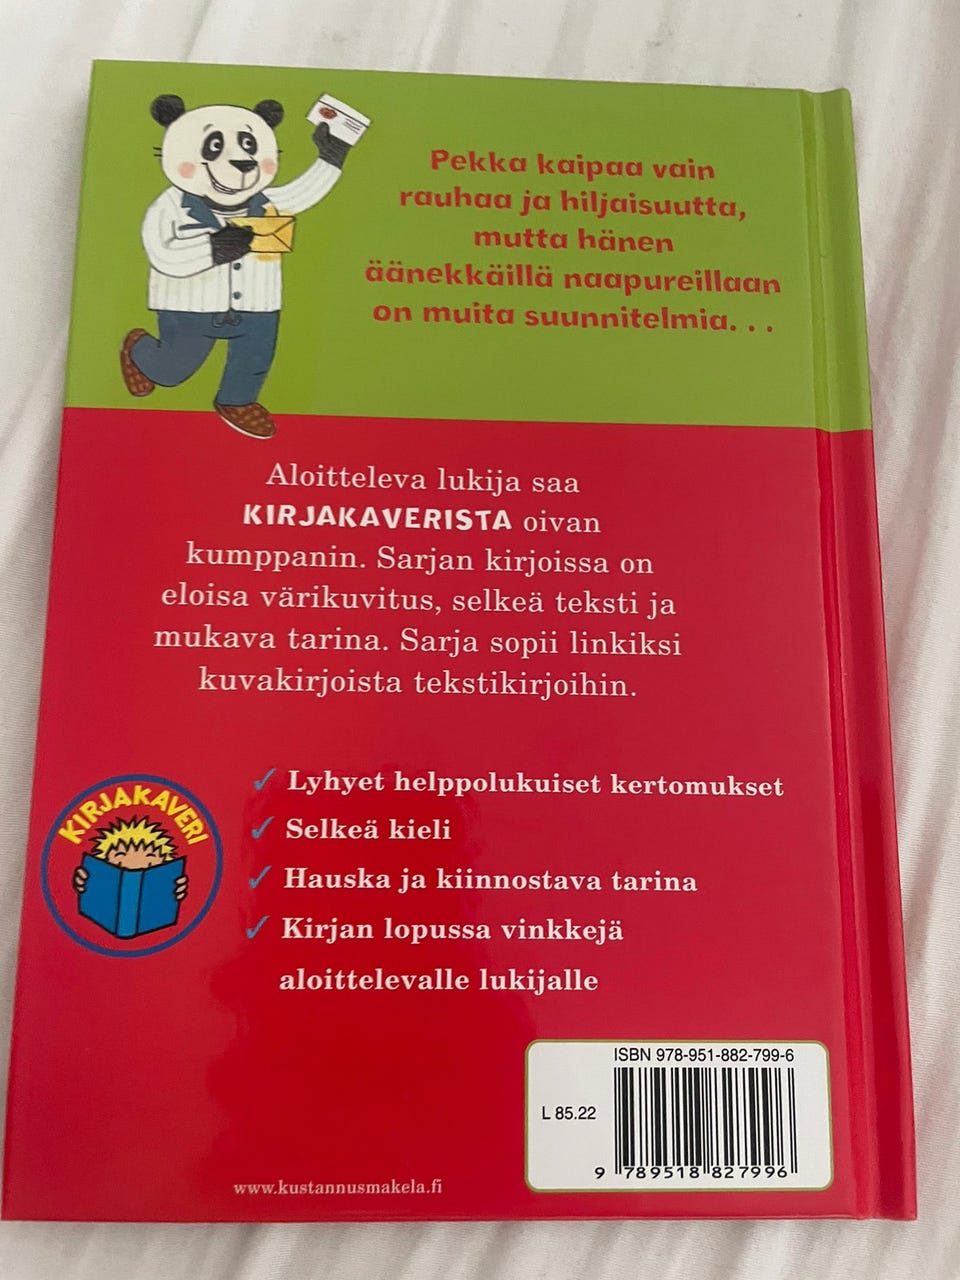 Pekka kaipaa vain
rauhaa ja hiljaisuutta,
mutta hänen
äänekkäillä naapureillaan
on muita suunnitelmia. . .
Aloitteleva lukija saa
KIRJAKAVERISTA oivan
kumppanin. Sarjan kirjoissa on
eloisa värikuvitus, selkeä teksti ja
mukava tarina. Sarja sopii linkiksi
kuvakirjoista tekstikirjoihin.
KIRJAKAVERI
✓ Lyhyet helppolukuiset kertomukset
✓ Selkeä kieli
✓ Hauska ja kiinnostava tarina
✓ Kirjan lopussa vinkkejä
aloittelevalle lukijalle
ISBN 978-951-882-799-6
L 85.22
9 789518 827996
www.kustannusmakela.fi